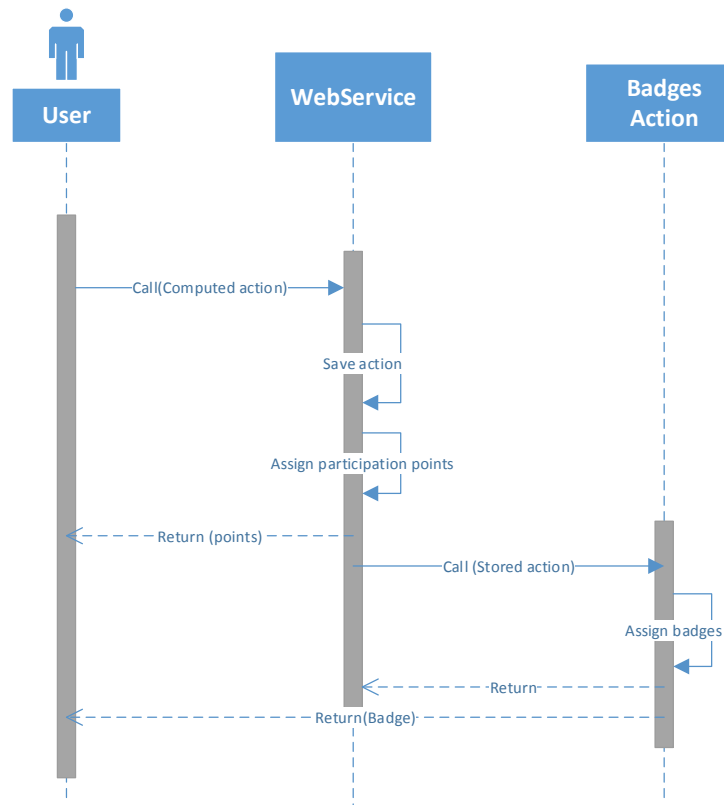 User
WebService
Badges
Action
Call(Computed action)
Save action
Assign participation points
Return (points)
Call (Stored action)
Assign badges
Return
Return(Badge)